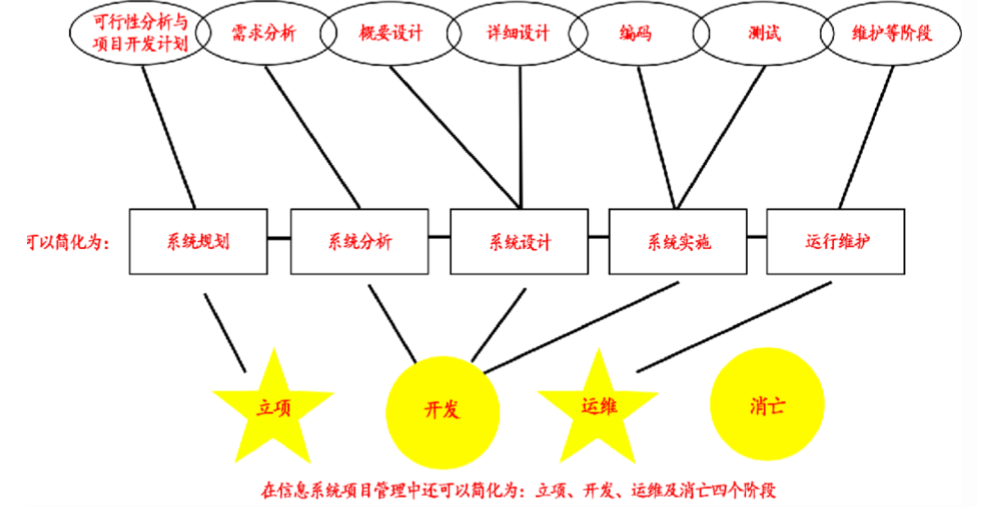 可行性分析与
项目开发计划
需求分析
概要设计
详细设计
编码
测试
维护等阶段
可以简化为：
系统规划
系统分析
系统设计
系统实施
运行维护
立项
开发
运维
消亡
在信息系统项目管理中还可以简化为：立项、开发、运维及消亡四个阶段